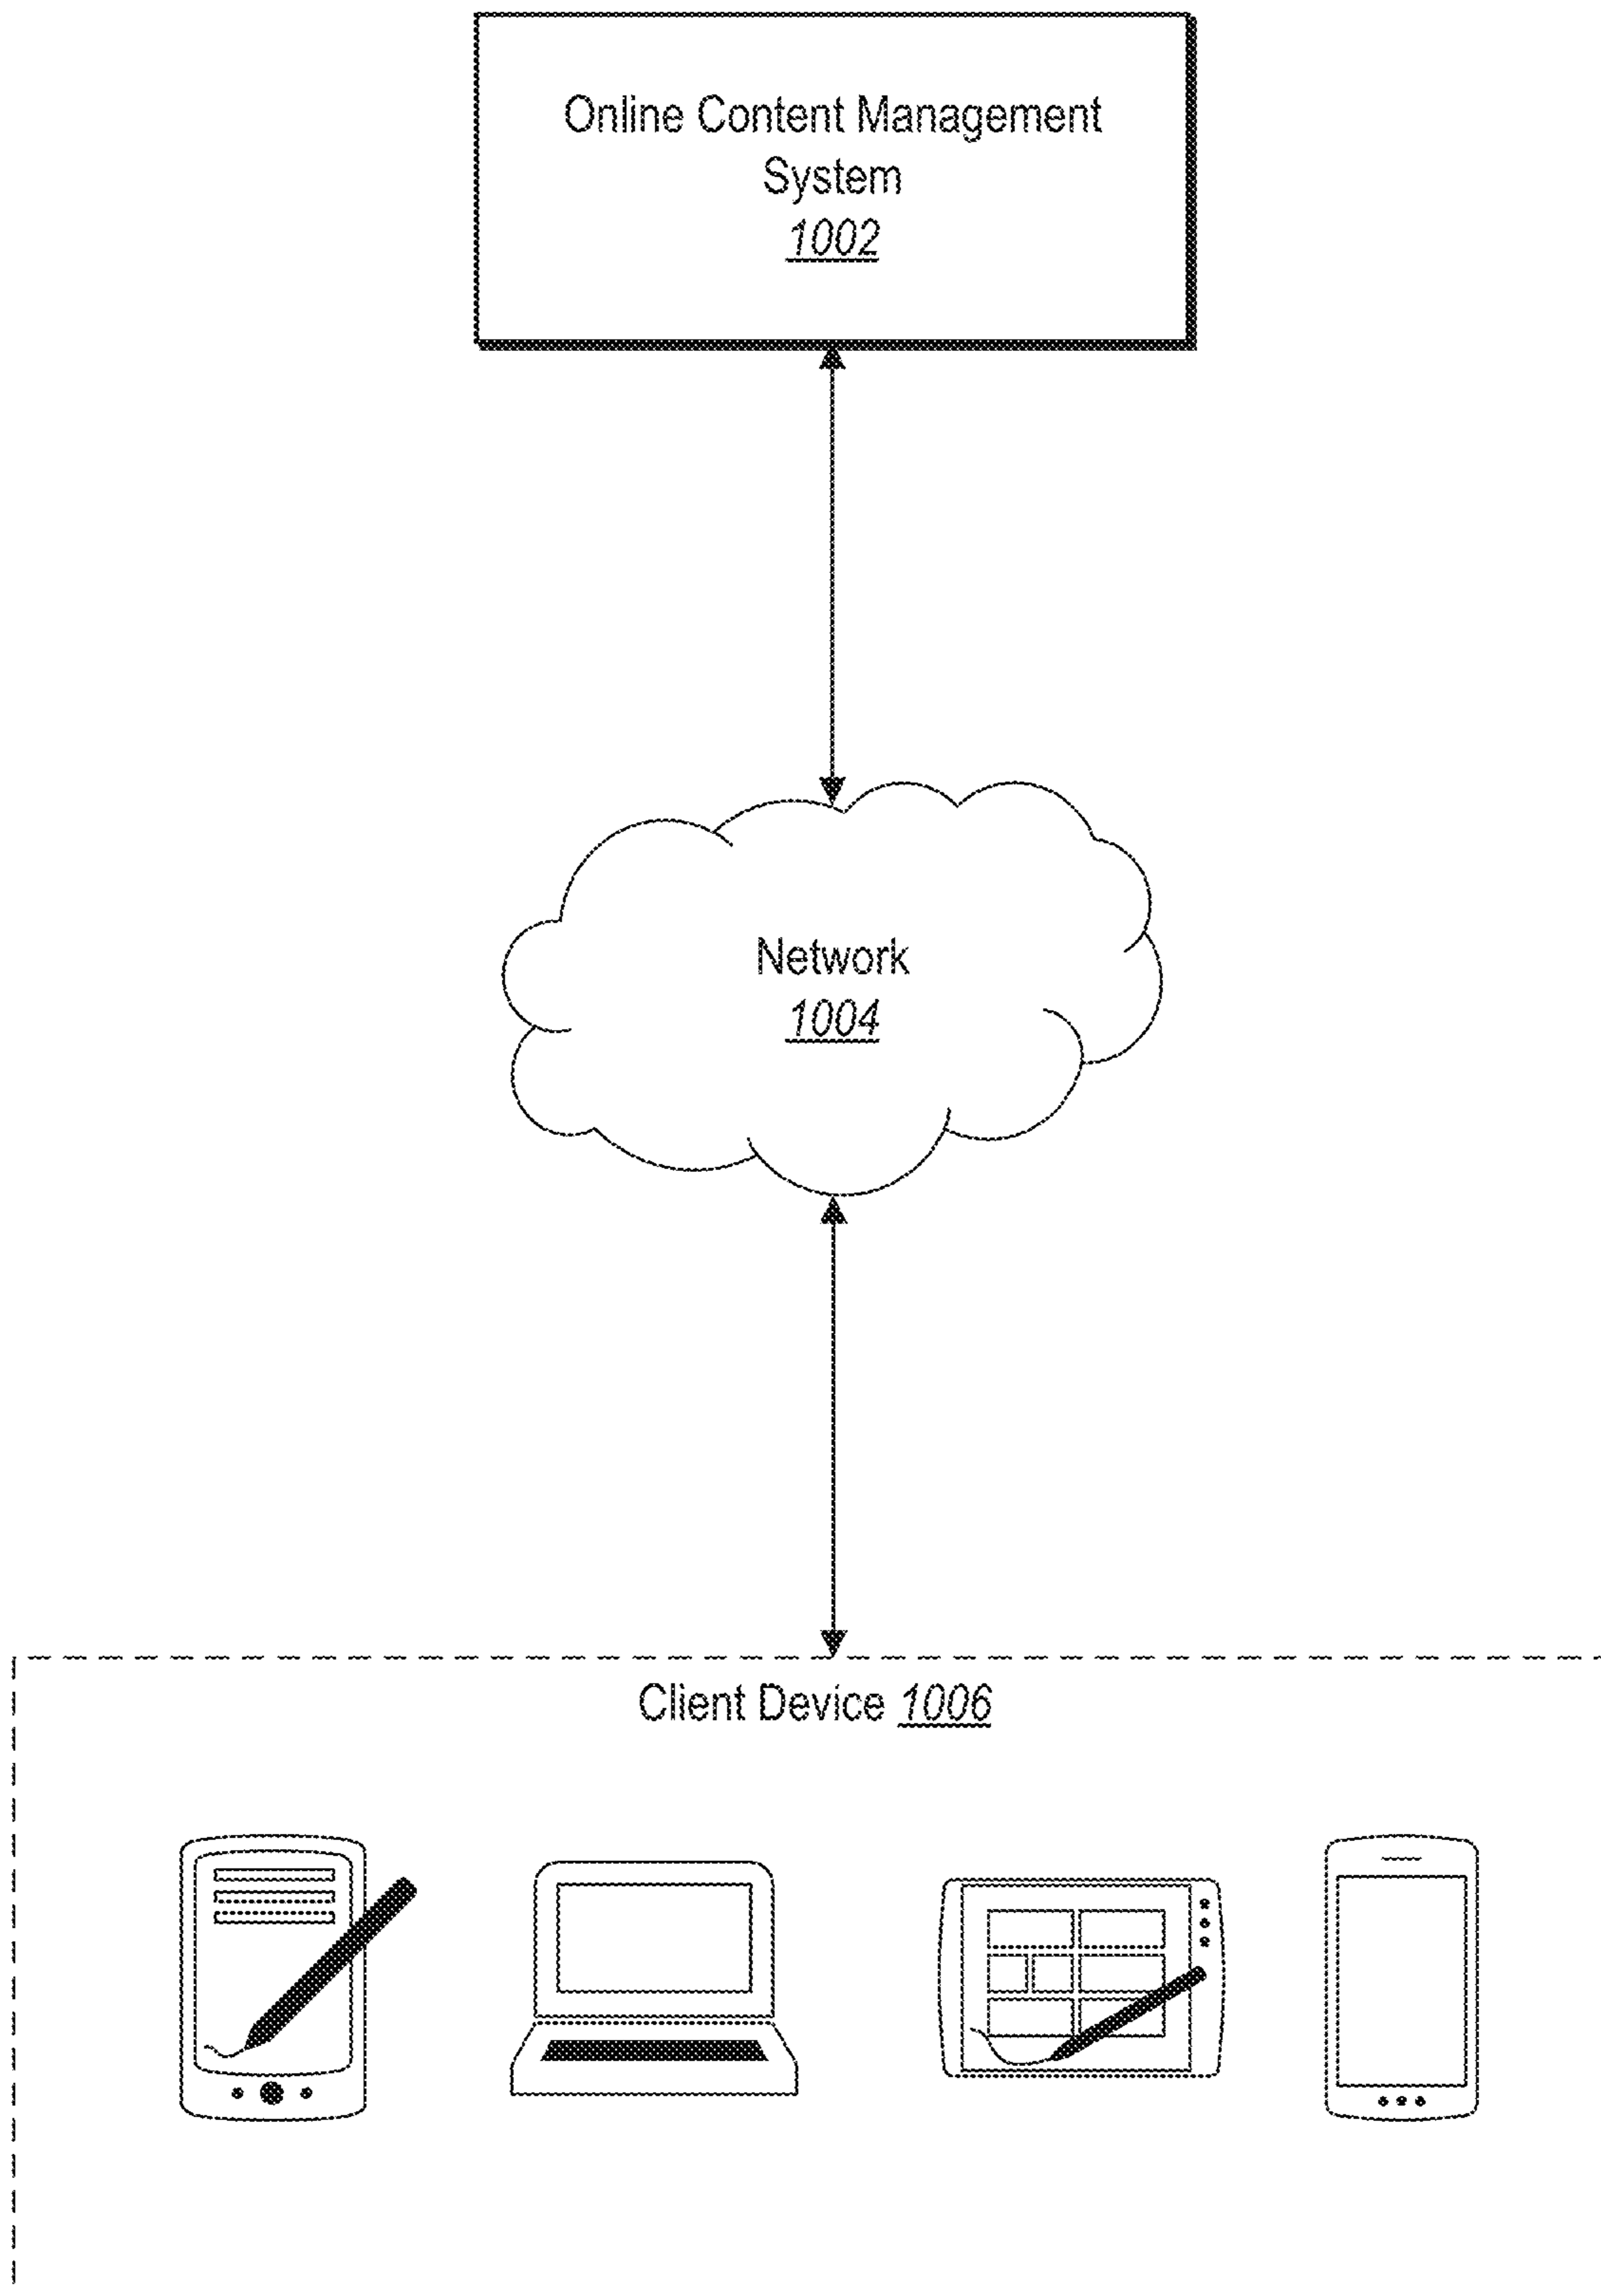 Online Content Management
System
1002
Network
1004
Client Device 1006